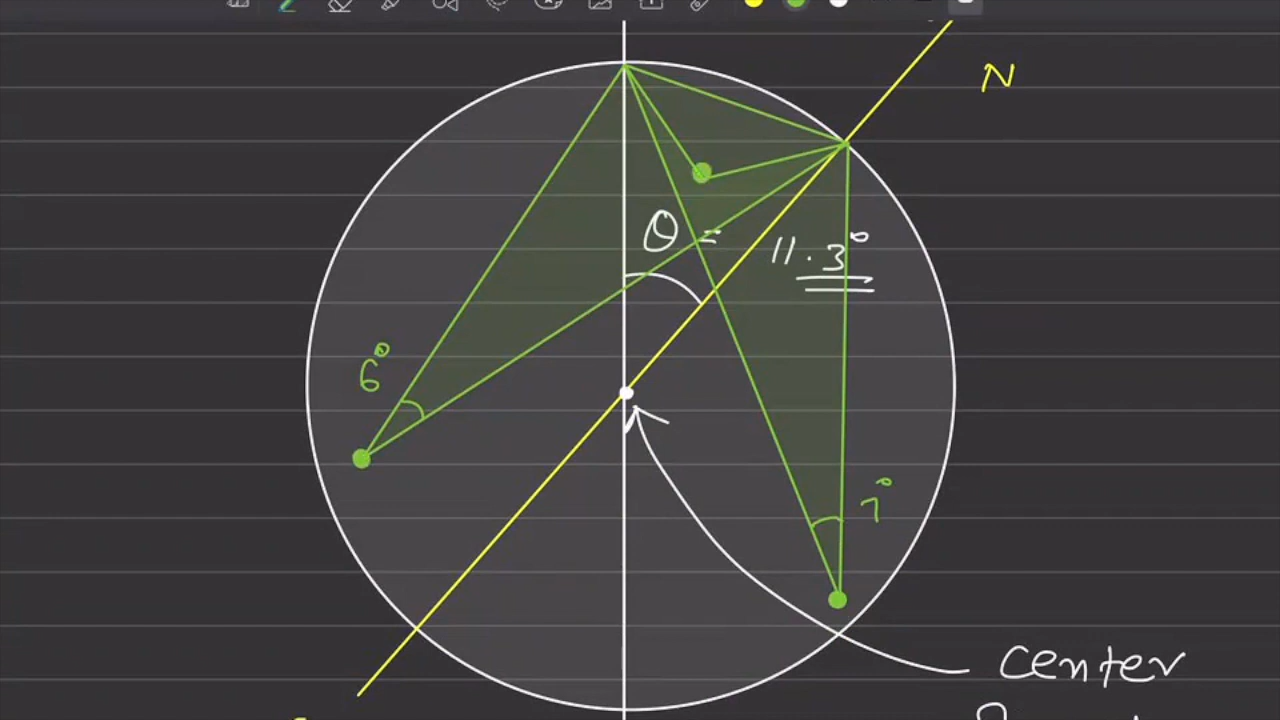 N
θ = 11.3°
6°
7°
center